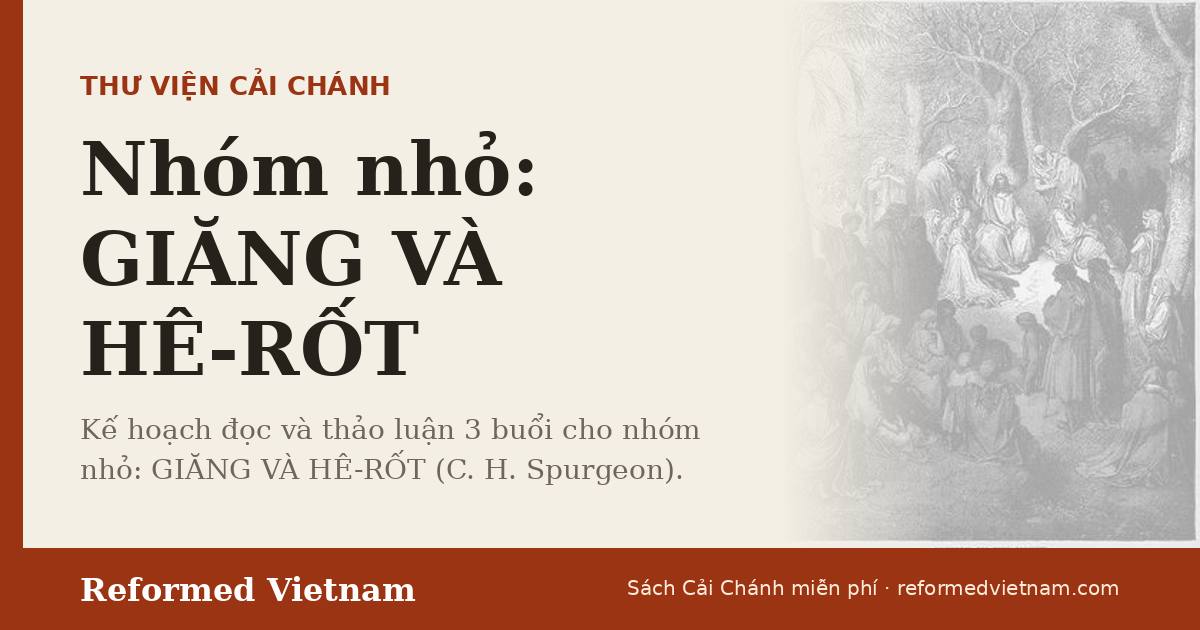 THƯ VIỆN CẢI CHÁNH
Nhóm nhỏ:
GIĂNG VÀ
HÊ-RỐT
Kế hoạch đọc và thảo luận 3 buổi cho nhóm
nhỏ: GIĂNG VÀ HÊ-RỐT (C. H. Spurgeon).
Reformed Vietnam
Sách Cải Chánh miễn phí · reformedvietnam.com